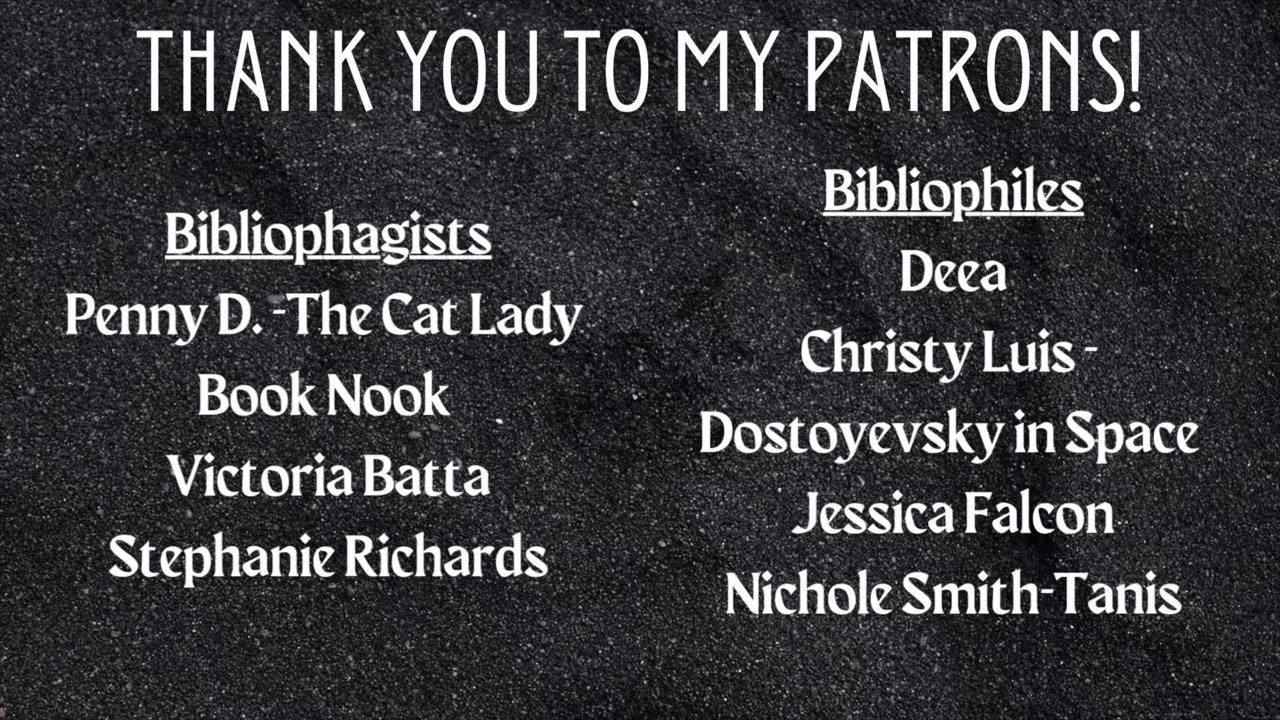 THANK YOU TO MY PATRONS!
Bibliophagists
Penny D. -The Cat Lady
Book Nook
Victoria Batta
Stephanie Richards
Bibliophiles
Deea
Christy Luis -
Dostoyevsky in Space
Jessica Falcon
Nichole Smith-Tanis